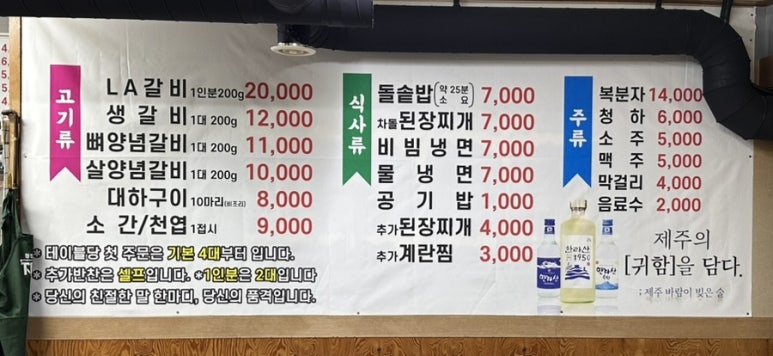 고기류
LA갈비 1인분200g 20,000
생갈비 1대 200g 12,000
뼈양념갈비 1대 200g 11,000
살양념갈비 1대 200g 10,000
대하구이 10마리(비조리) 8,000
소 간/천엽 1접시 9,000
* 테이블당 첫 주문은 기본 4대부터 입니다.
* 추가반찬은 셀프입니다. *1인분은 2대입니다
* 당신의 친절한 말 한마디, 당신의 품격입니다.
식사류
돌솥밥(약 25분 소요) 7,000
차돌된장찌개 7,000
비빔냉면 7,000
물냉면 7,000
공기밥 1,000
추가된장찌개 4,000
추가계란찜 3,000
주류
복분자 14,000
청하 6,000
소주 5,000
맥주 5,000
막걸리 4,000
음료수 2,000
제주의
[귀함]을 담다.
; 제주 바람이 빚은 술
한라산
한라산
1950
한라산